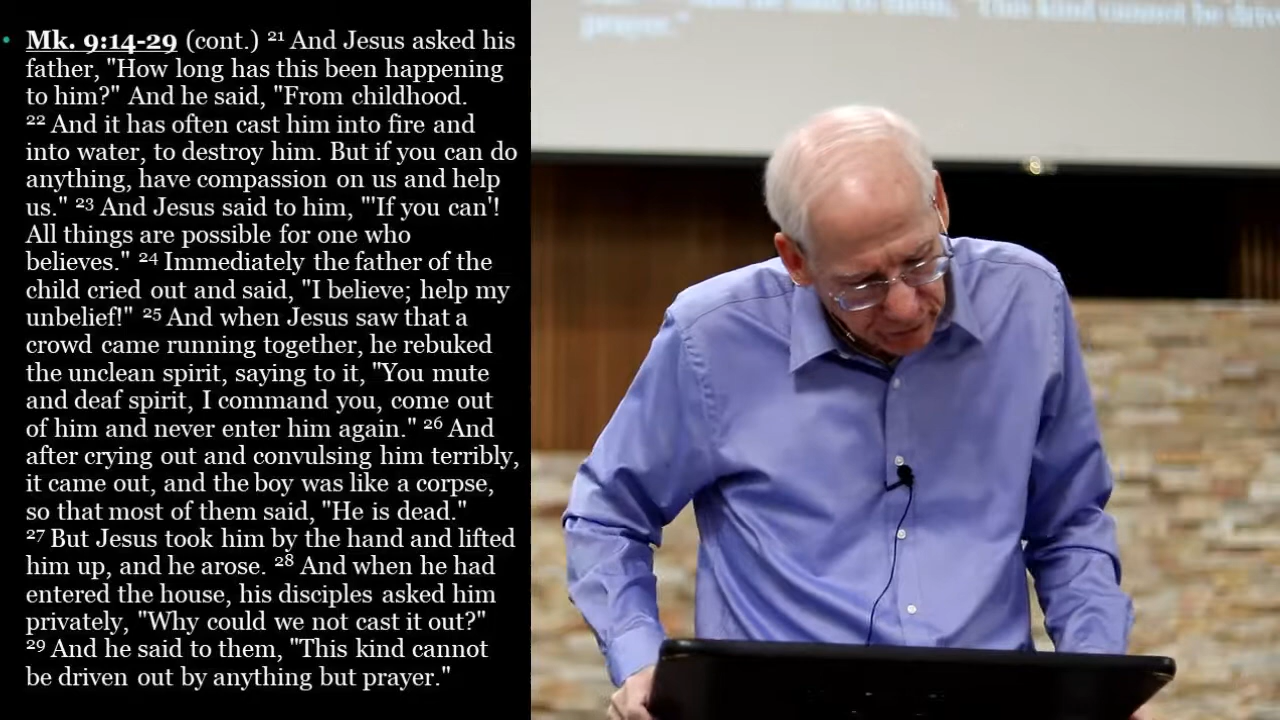 • Mk. 9:14-29 (cont.) ²¹ And Jesus asked his
father, "How long has this been happening
to him?" And he said, "From childhood.
²² And it has often cast him into fire and
into water, to destroy him. But if you can do
anything, have compassion on us and help
us." ²³ And Jesus said to him, "'If you can'!
All things are possible for one who
believes." ²⁴ Immediately the father of the
child cried out and said, "I believe; help my
unbelief!" ²⁵ And when Jesus saw that a
crowd came running together, he rebuked
the unclean spirit, saying to it, "You mute
and deaf spirit, I command you, come out
of him and never enter him again." ²⁶ And
after crying out and convulsing him terribly,
it came out, and the boy was like a corpse,
so that most of them said, "He is dead."
²⁷ But Jesus took him by the hand and lifted
him up, and he arose. ²⁸ And when he had
entered the house, his disciples asked him
privately, "Why could we not cast it out?"
²⁹ And he said to them, "This kind cannot
be driven out by anything but prayer."
said to them, "This kind cannot be
prayer."